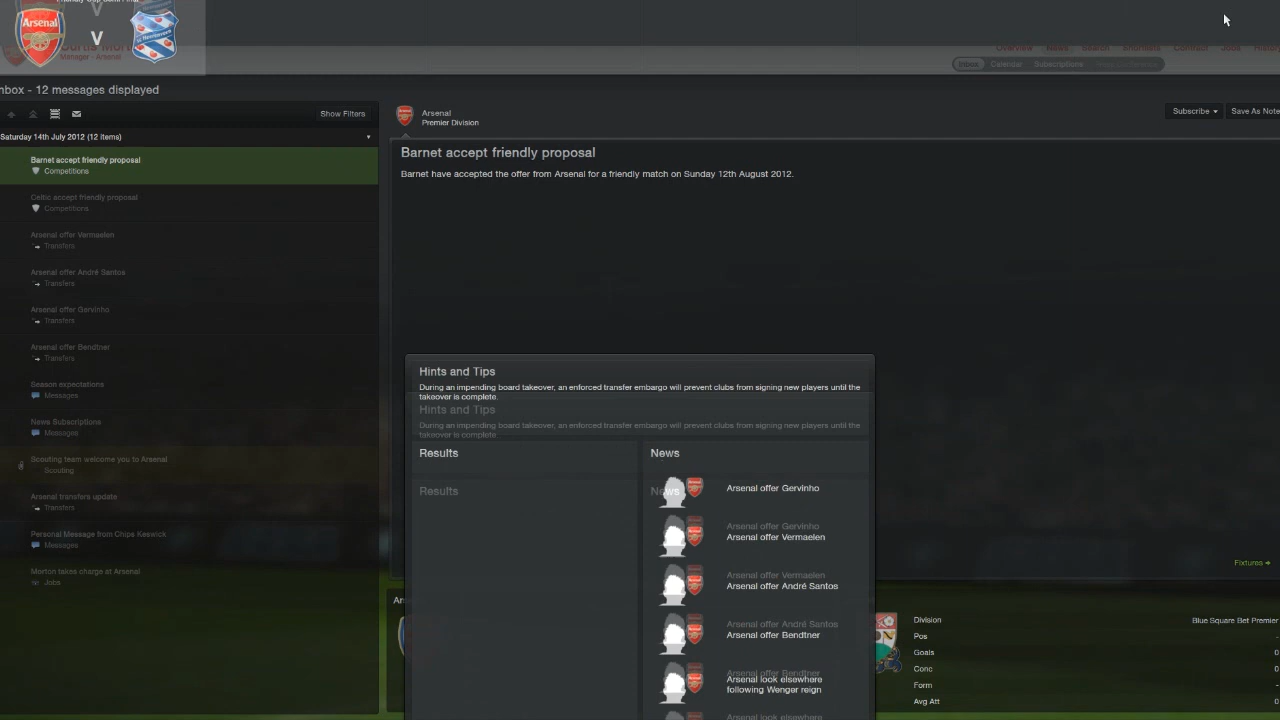 Arsenal
V
V
Manager - Arsenal
Overview News Search
Contract Jobs
Inbox Calendar Subscriptions
nbox - 12 messages displayed
Show Filters
Saturday 14th July 2012 (12 items)
Barnet accept friendly proposal
Competitions
Celtic accept friendly proposal
Competitions
Arsenal offer Vermaelen
Transfers
Arsenal offer André Santos
Transfers
Arsenal offer Gervinho
Transfers
Arsenal offer Bendtner
Transfers
Season expectations
Messages
News Subscriptions
Messages
Scouting team welcome you to Arsenal
Scouting
Arsenal transfers update
Transfers
Personal Message from Chips Keswick
Messages
Morton takes charge at Arsenal
Jobs
Arsenal
Premier Division
Subscribe
Save As Note
Barnet accept friendly proposal
Barnet have accepted the offer from Arsenal for a friendly match on Sunday 12th August 2012.
Hints and Tips
During an impending board takeover, an enforced transfer embargo will prevent clubs from signing new players until the
takeover is complete.
Hints and Tips
During an impending board takeover, an enforced transfer embargo will prevent clubs from signing new players until the
takeover is complete.
Results
News
Results
News
Arsenal offer Gervinho
Arsenal offer Gervinho
Arsenal offer Vermaelen
Arsenal offer Vermaelen
Arsenal offer André Santos
Arsenal offer André Santos
Arsenal offer Bendtner
Arsenal offer Bendtner
Arsenal look elsewhere
following Wenger reign
Arsenal look elsewhere
Fixtures
Ar
Division Blue Square Bet Premier
Pos -
Goals 0
Conc 0
Form -
Avg Att 0